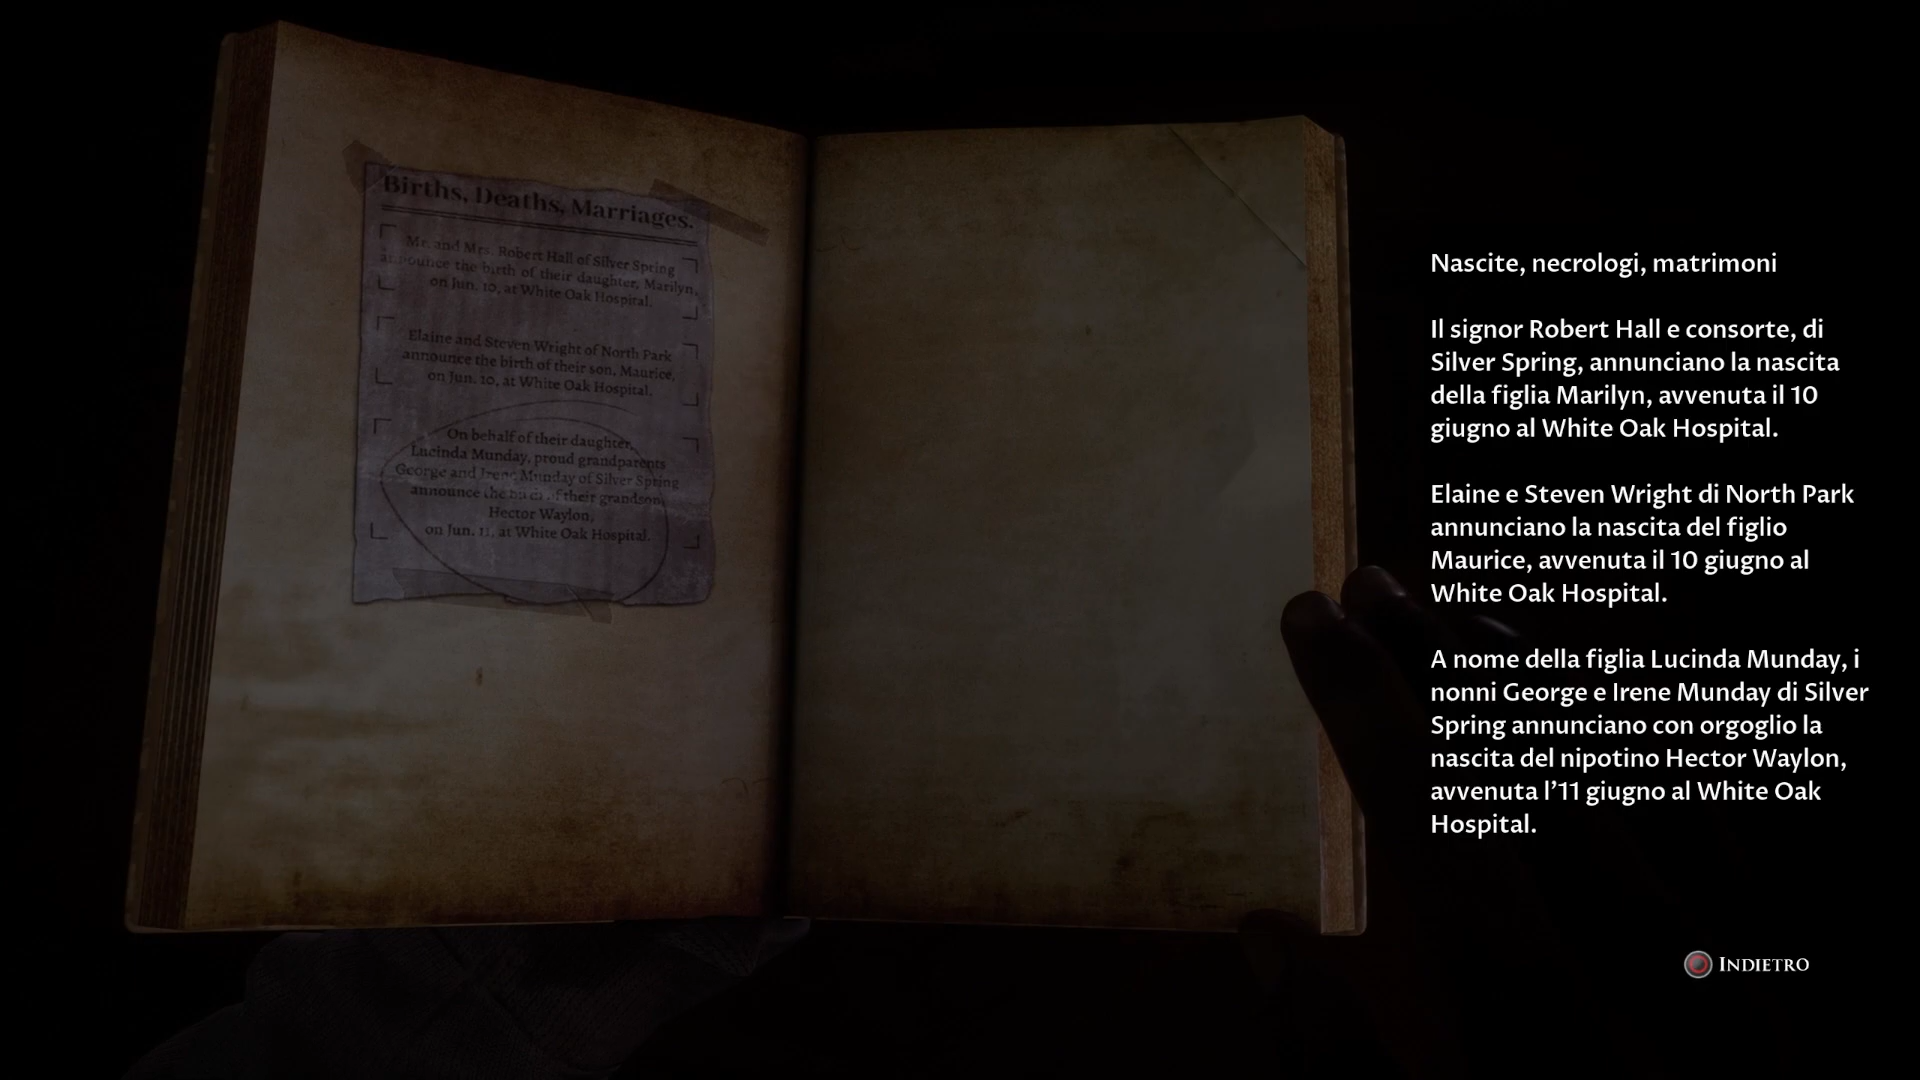 Births, Deaths, Marriages.
Mr. and Mrs. Robert Hall of Silver Spring
announce the birth of their daughter, Marilyn,
on Jun. 10, at White Oak Hospital.
Elaine and Steven Wright of North Park
announce the birth of their son, Maurice,
on Jun. 10, at White Oak Hospital.
On behalf of their daughter,
Lucinda Munday, proud grandparents
George and Irene Munday of Silver Spring
announce the birth of their grandson,
Hector Waylon,
on Jun. 11, at White Oak Hospital.
Nascite, necrologi, matrimoni
Il signor Robert Hall e consorte, di
Silver Spring, annunciano la nascita
della figlia Marilyn, avvenuta il 10
giugno al White Oak Hospital.
Elaine e Steven Wright di North Park
annunciano la nascita del figlio
Maurice, avvenuta il 10 giugno al
White Oak Hospital.
A nome della figlia Lucinda Munday, i
nonni George e Irene Munday di Silver
Spring annunciano con orgoglio la
nascita del nipotino Hector Waylon,
avvenuta l'11 giugno al White Oak
Hospital.
INDIETRO